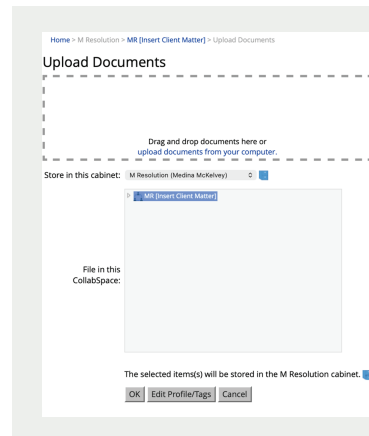 Home > M Resolution > MR [Insert Client Matter] > Upload Documents
Upload Documents
Drag and drop documents here or
upload documents from your computer.
Store in this cabinet: M Resolution (Medina McKelvey)
MR [Insert Client Matter]
File in this
CollabSpace:
The selected items(s) will be stored in the M Resolution cabinet.
OK Edit Profile/Tags Cancel